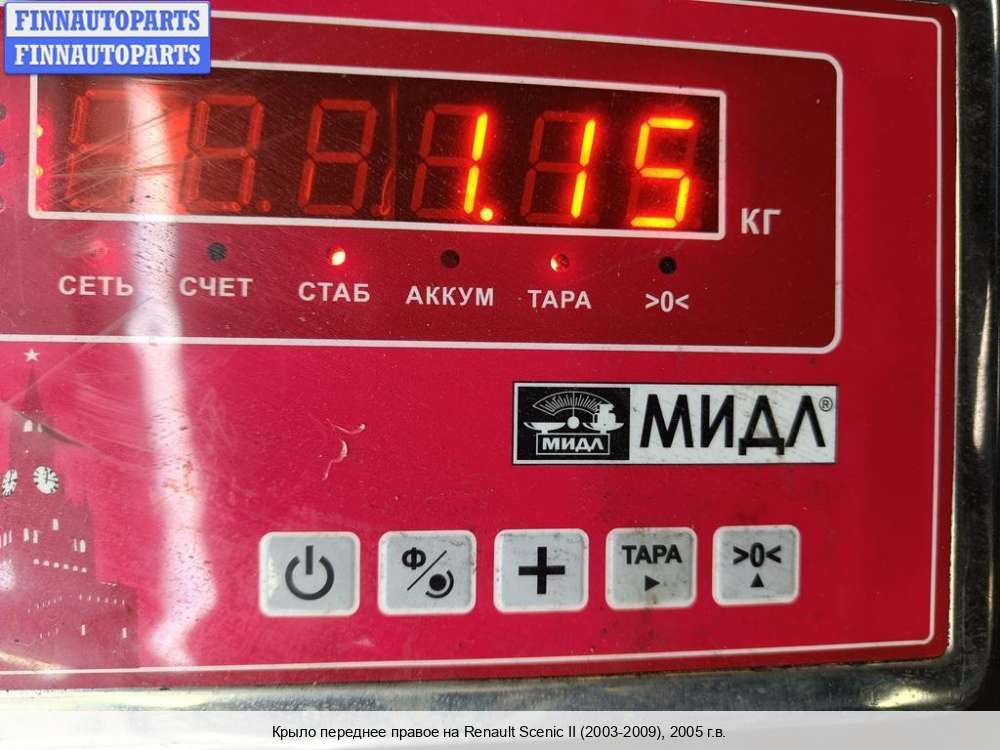 FINNAUTOPARTS
FINNAUTOPARTS
1.15
КГ
СЕТЬ СЧЕТ СТАБ АККУМ ТАРА >0<
МИДЛ МИДЛ®
Ф ТАРА >0<
Крыло переднее правое на Renault Scenic II (2003-2009), 2005 г.в.